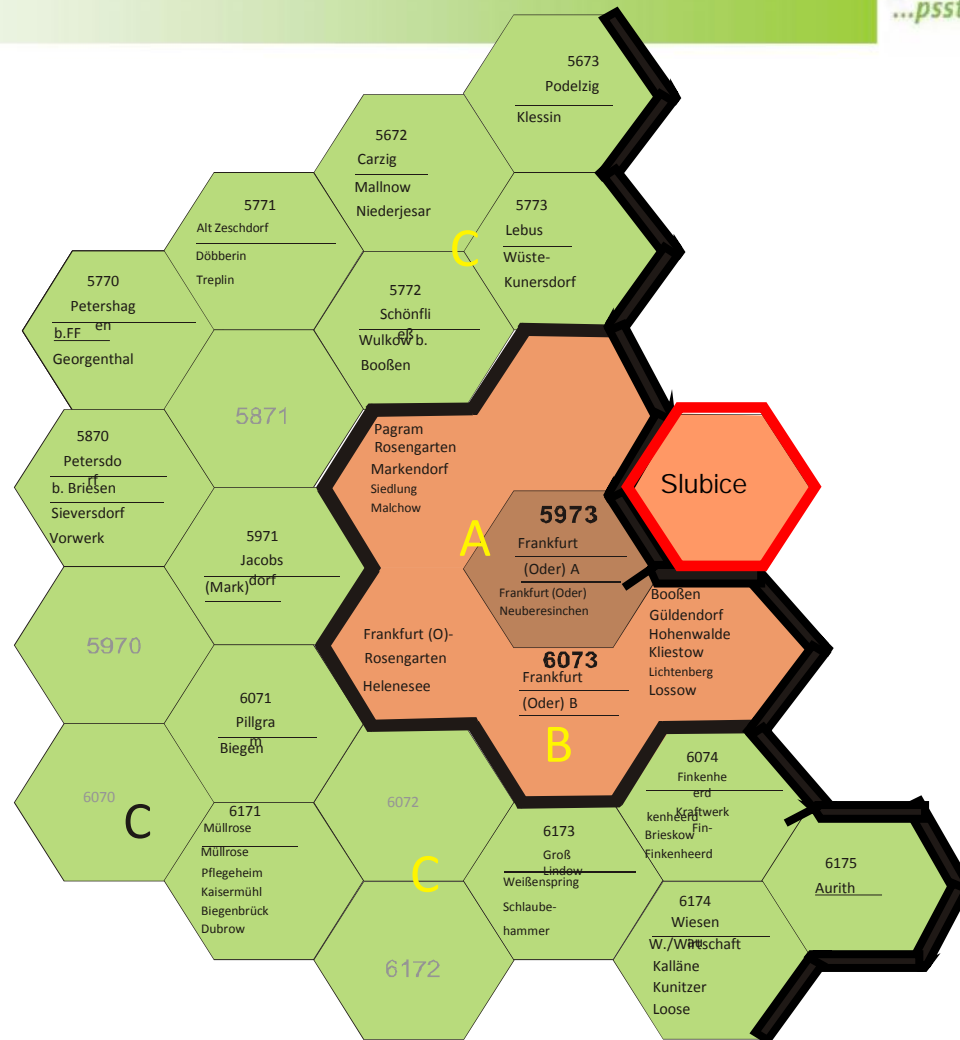 ...psst
5673
Podelzig
Klessin
5672
Carzig
Mallnow
Niederjesar
5771
Alt Zeschdorf
Döbberin
Treplin
5773
Lebus
Wüste-
Kunersdorf
C
5770
Petershag
en
b.FF
Georgenthal
5772
Schönfli
eß
Wulkow b.
Booßen
5871
5870
Petersdo
rf
b. Briesen
Sieversdorf
Vorwerk
Pagram
Rosengarten
Markendorf
Siedlung
Malchow
Slubice
A
5973
Frankfurt
(Oder) A
Frankfurt (Oder)
Neuberesinchen
5971
Jacobs
dorf
(Mark)
5970
Frankfurt (O)-
Rosengarten
Helenesee
6073
Frankfurt
(Oder) B
B
Booßen
Güldendorf
Hohenwalde
Kliestow
Lichtenberg
Lossow
6071
Pillgra
m
Biegen
6070
C
6072
C
6074
Finkenhe
erd
Kraftwerk
Fin-
kenheerd
Brieskow
Finkenheerd
6171
Müllrose
Müllrose
Pflegeheim
Kaisermühl
Biegenbrück
Dubrow
6173
Groß
Lindow
Weißenspring
Schlaube-
hammer
6175
Aurith
6172
6174
Wiesen
au
W./Wirtschaft
Kalläne
Kunitzer
Loose